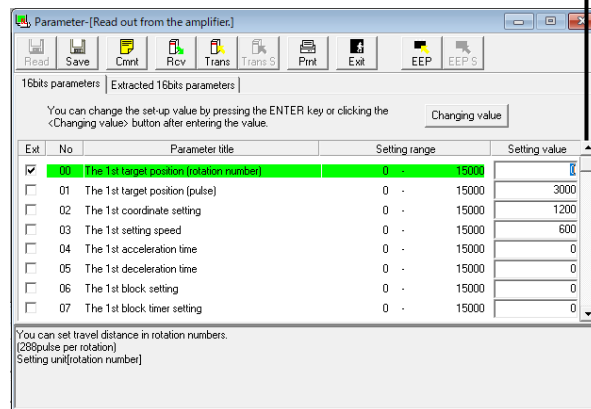 Parameter-[Read out from the amplifier.]
Read Save Cmnt Rcv Trans Trans S Prnt Exit EEP EEP S
16bits parameters Extracted 16bits parameters
You can change the set-up value by pressing the ENTER key or clicking the
<Changing value> button after entering the value.
Changing value
Ext No Parameter title Setting range Setting value
00 The 1st target position (rotation number) 0 - 15000 0
01 The 1st target position (pulse) 0 - 15000 3000
02 The 1st coordinate setting 0 - 15000 1200
03 The 1st setting speed 0 - 15000 600
04 The 1st acceleration time 0 - 15000 0
05 The 1st deceleration time 0 - 15000 0
06 The 1st block setting 0 - 15000 0
07 The 1st block timer setting 0 - 15000 0
You can set travel distance in rotation numbers.
(288pulse per rotation)
Setting unit[rotation number]